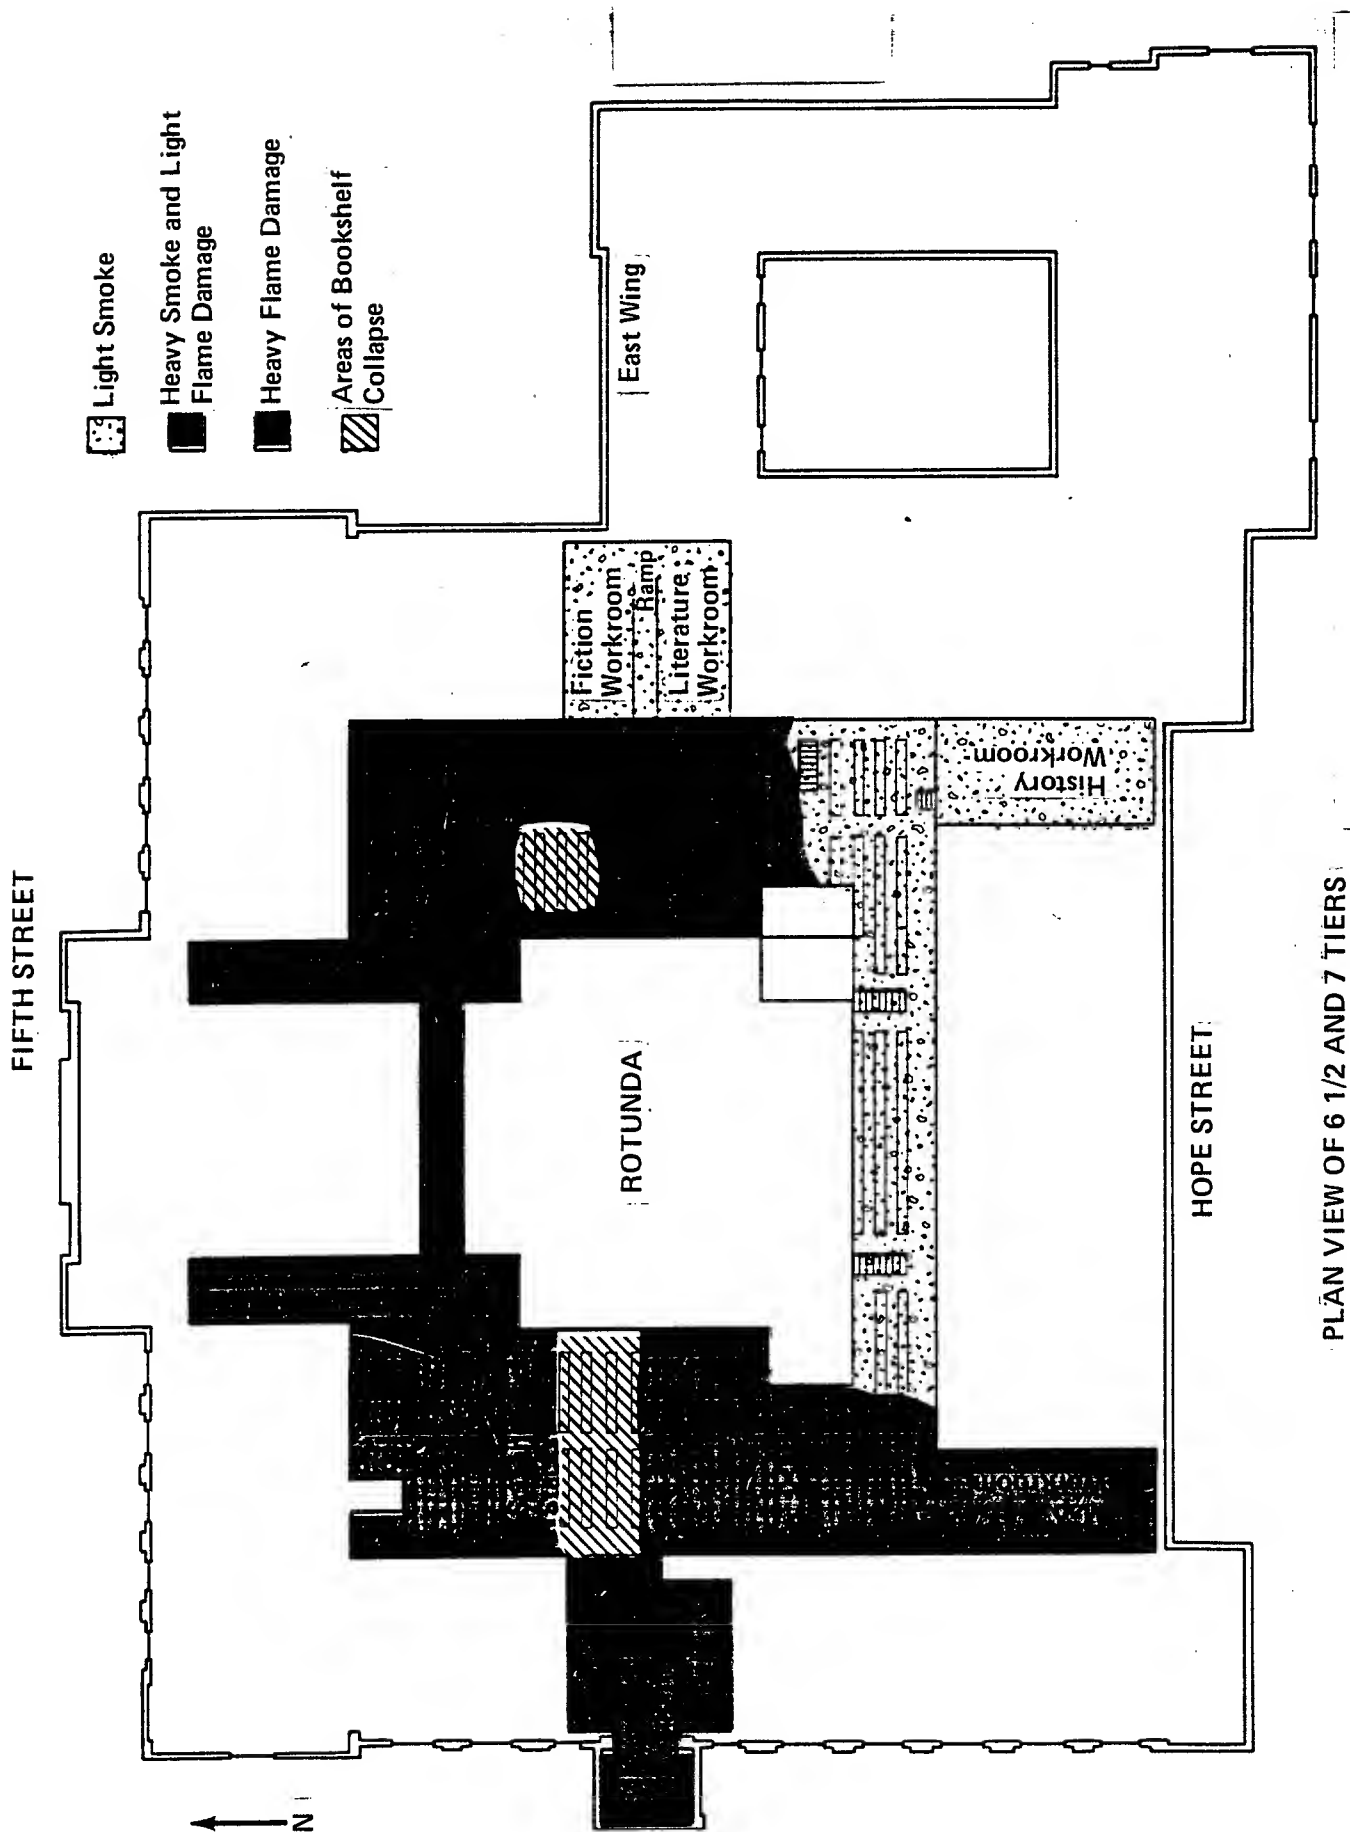 FIFTH STREET
Light Smoke
Heavy Smoke and Light
Flame Damage
Heavy Flame Damage
Areas of Bookshelf
Collapse
East Wing
Fiction
Workroom
Ramp
Literature
Workroom
History
Workroom
ROTUNDA
HOPE STREET
N
PLAN VIEW OF 6 1/2 AND 7 TIERS